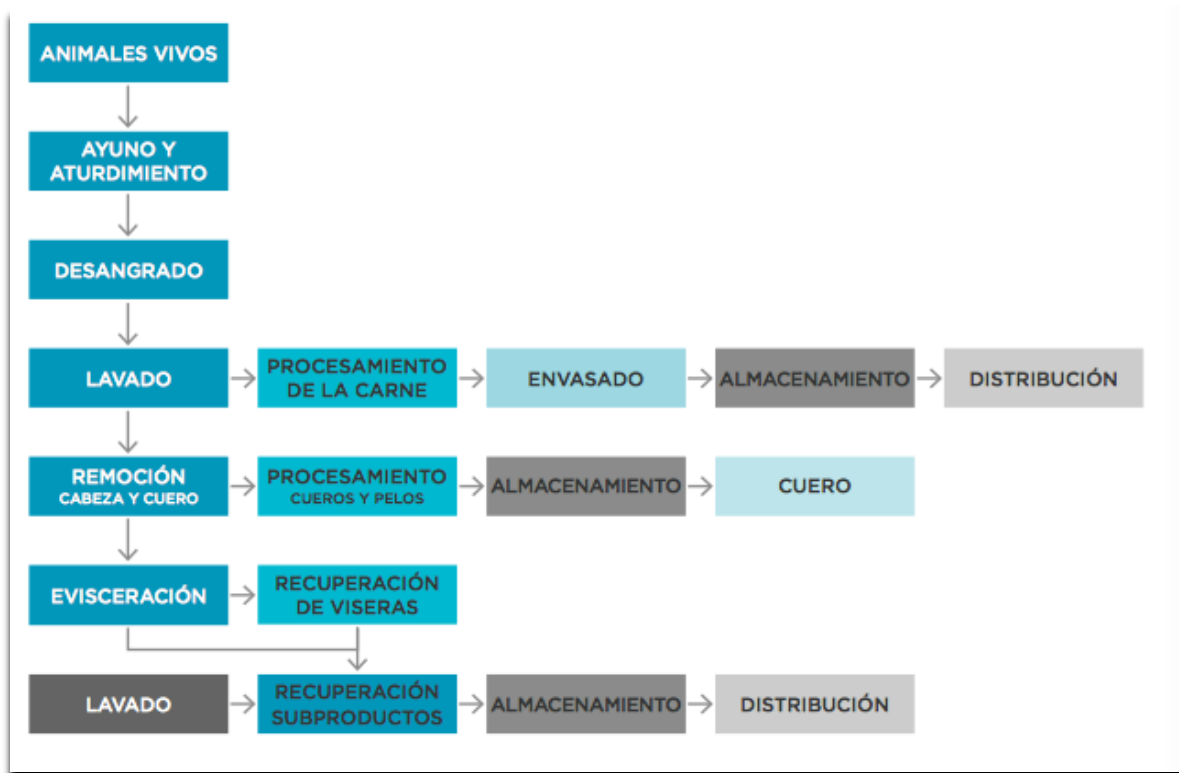 ANIMALES VIVOS
AYUNO Y
ATURDIMIENTO
DESANGRADO
LAVADO
PROCESAMIENTO
DE LA CARNE
ENVASADO
ALMACENAMIENTO
DISTRIBUCIÓN
REMOCIÓN
CABEZA Y CUERO
PROCESAMIENTO
CUEROS Y PELOS
ALMACENAMIENTO
CUERO
EVISCERACIÓN
RECUPERACIÓN
DE VISERAS
LAVADO
RECUPERACIÓN
SUBPRODUCTOS
ALMACENAMIENTO
DISTRIBUCIÓN